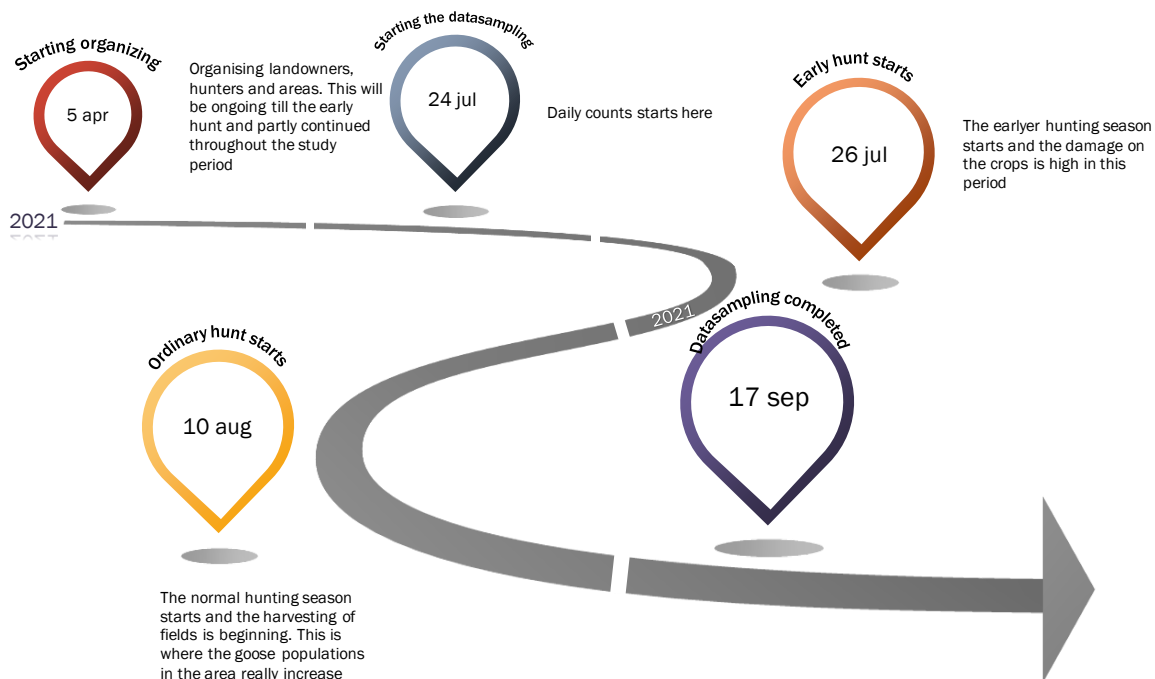 Starting organizing
5 apr
Organising landowners,
hunters and areas. This will
be ongoing till the early
hunt and partly continued
throughout the study
period
Starting the datasampling
24 jul
Daily counts starts here
Early hunt starts
26 jul
The earlyer hunting season
starts and the damage on
the crops is high in this
period
2021
2021
Ordinary hunt starts
10 aug
The normal hunting season
starts and the harvesting of
fields is beginning. This is
where the goose populations
in the area really increase
Datasampling completed
17 sep